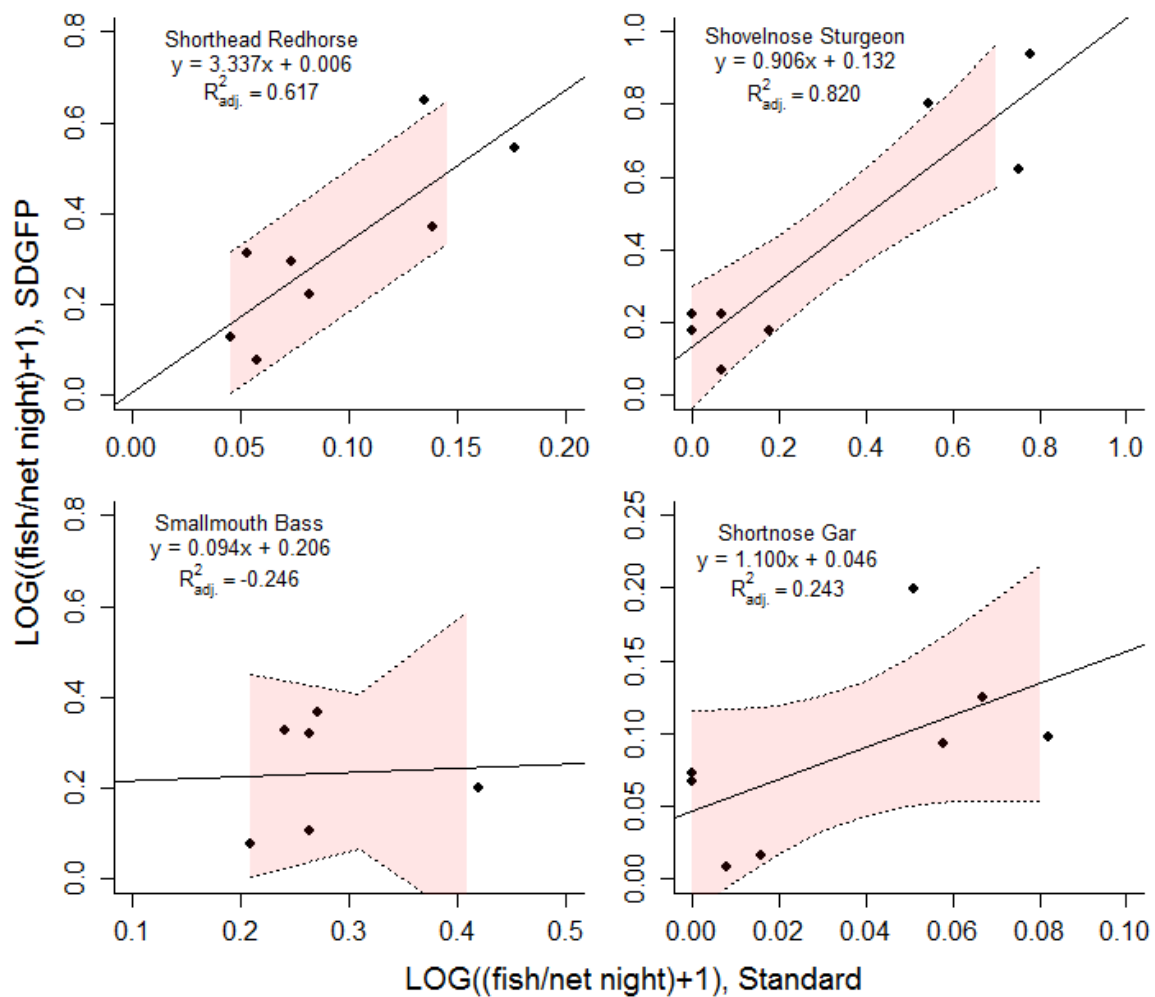 LOG((fish/net night)+1), SDGFP
Shorthead Redhorse
y = 3.337x + 0.006
R²adj. = 0.617
0.8
0.6
0.4
0.2
0.0
0.00 0.05 0.10 0.15 0.20
Shovelnose Sturgeon
y = 0.906x + 0.132
R²adj. = 0.820
1.0
0.8
0.6
0.4
0.2
0.0
0.0 0.2 0.4 0.6 0.8 1.0
Smallmouth Bass
y = 0.094x + 0.206
R²adj. = -0.246
0.8
0.6
0.4
0.2
0.0
0.1 0.2 0.3 0.4 0.5
Shortnose Gar
y = 1.100x + 0.046
R²adj. = 0.243
0.25
0.20
0.15
0.10
0.05
0.00
0.00 0.02 0.04 0.06 0.08 0.10
LOG((fish/net night)+1), Standard